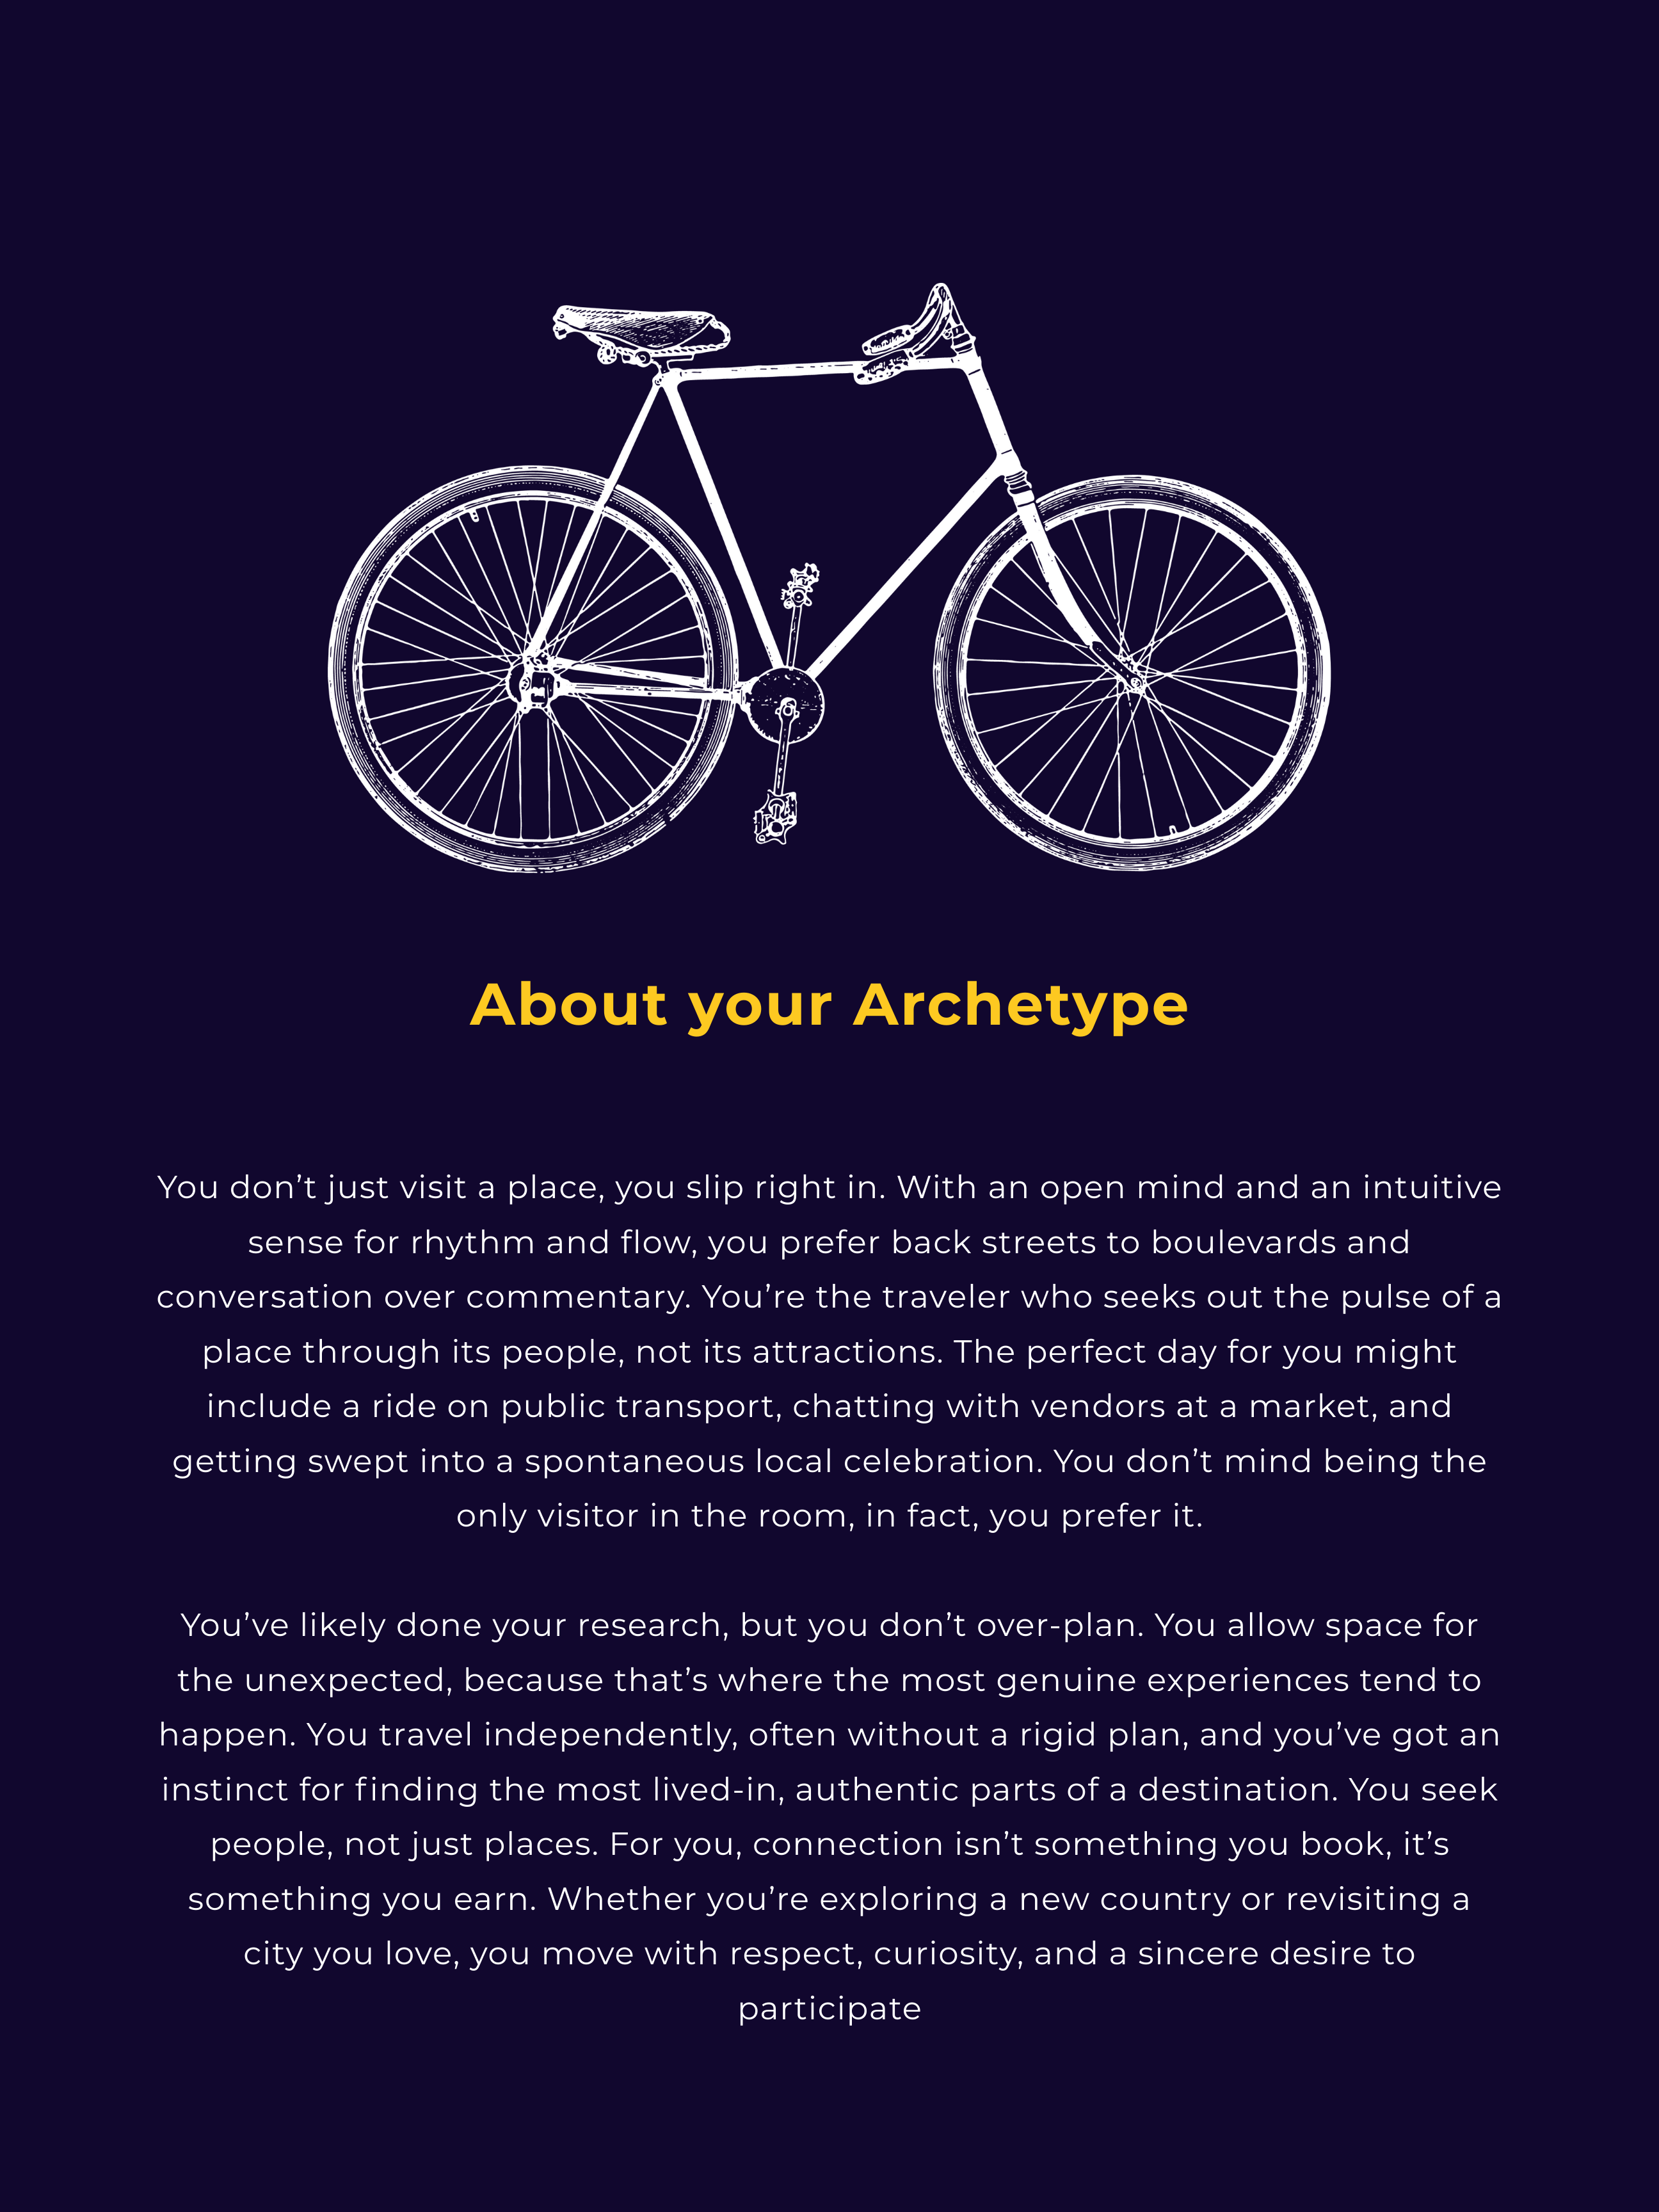 About your Archetype
You don’t just visit a place, you slip right in. With an open mind and an intuitive
sense for rhythm and flow, you prefer back streets to boulevards and
conversation over commentary. You’re the traveler who seeks out the pulse of a
place through its people, not its attractions. The perfect day for you might
include a ride on public transport, chatting with vendors at a market, and
getting swept into a spontaneous local celebration. You don’t mind being the
only visitor in the room, in fact, you prefer it.
You’ve likely done your research, but you don’t over-plan. You allow space for
the unexpected, because that’s where the most genuine experiences tend to
happen. You travel independently, often without a rigid plan, and you’ve got an
instinct for finding the most lived-in, authentic parts of a destination. You seek
people, not just places. For you, connection isn’t something you book, it’s
something you earn. Whether you’re exploring a new country or revisiting a
city you love, you move with respect, curiosity, and a sincere desire to
participate